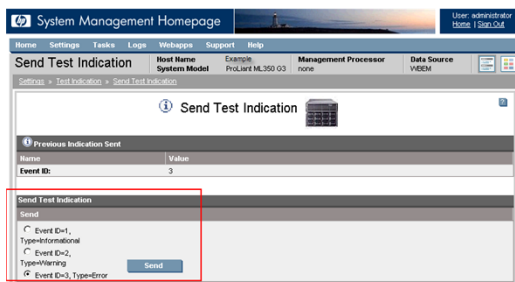 hp System Management Homepage
User: administrator
Home | Sign Out
Home Settings Tasks Logs Webapps Support Help
Send Test Indication
Host Name Example
System Model ProLiant ML350 G3
Management Processor
none
Data Source
WBEM
Settings » Test Indication » Send Test Indication
Send Test Indication
Previous Indication Sent
Name Value
Event ID: 3
Send Test Indication
Send
Event ID=1,
Type=Informational
Event ID=2,
Type=Warning
Event ID=3, Type=Error
Send